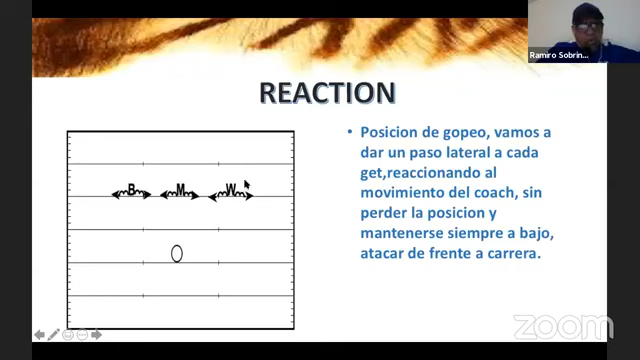 Ramiro Sobrin...
REACTION
B M W
• Posicion de gopeo, vamos a
dar un paso lateral a cada
get,reaccionando al
movimiento del coach, sin
perder la posicion y
mantenerse siempre a bajo,
atacar de frente a carrera.
zoom